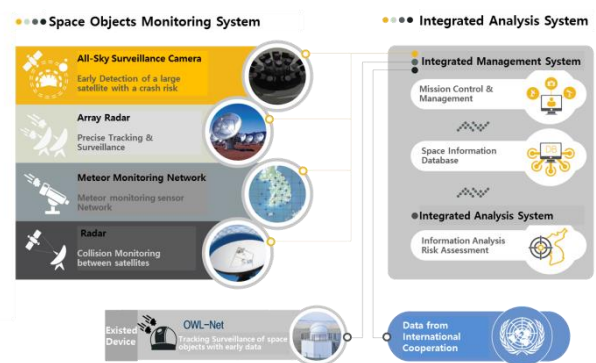 Space Objects Monitoring System
All-Sky Surveillance Camera
Early Detection of a large
satellite with a crash risk
Array Radar
Precise Tracking &
Surveillance
Meteor Monitoring Network
Meteor monitoring sensor
Network
Radar
Collision Monitoring
between satellites
Existed
Device
OWL-Net
Tracking Surveillance of space
objects with early data
Integrated Analysis System
Integrated Management System
Mission Control &
Management
Space Information
Database
DB
Integrated Analysis System
Information Analysis
Risk Assessment
Data from
International
Cooperation